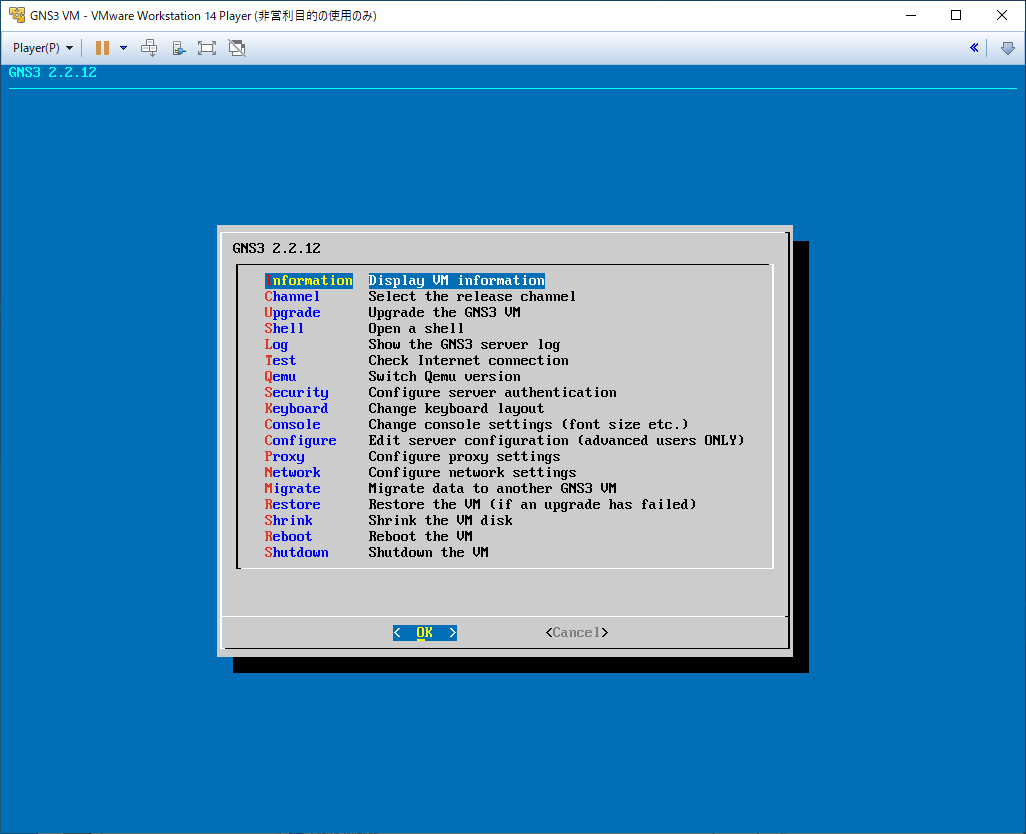 GNS3 VM - VMware Workstation 14 Player (非営利目的の使用のみ)
Player(P)
GNS3 2.2.12
GNS3 2.2.12
Information Display VM information
Channel Select the release channel
Upgrade Upgrade the GNS3 VM
Shell Open a shell
Log Show the GNS3 server log
Test Check Internet connection
Qemu Switch Qemu version
Security Configure server authentication
Keyboard Change keyboard layout
Console Change console settings (font size etc.)
Configure Edit server configuration (advanced users ONLY)
Proxy Configure proxy settings
Network Configure network settings
Migrate Migrate data to another GNS3 VM
Restore Restore the VM (if an upgrade has failed)
Shrink Shrink the VM disk
Reboot Reboot the VM
Shutdown Shutdown the VM
< OK > <Cancel>